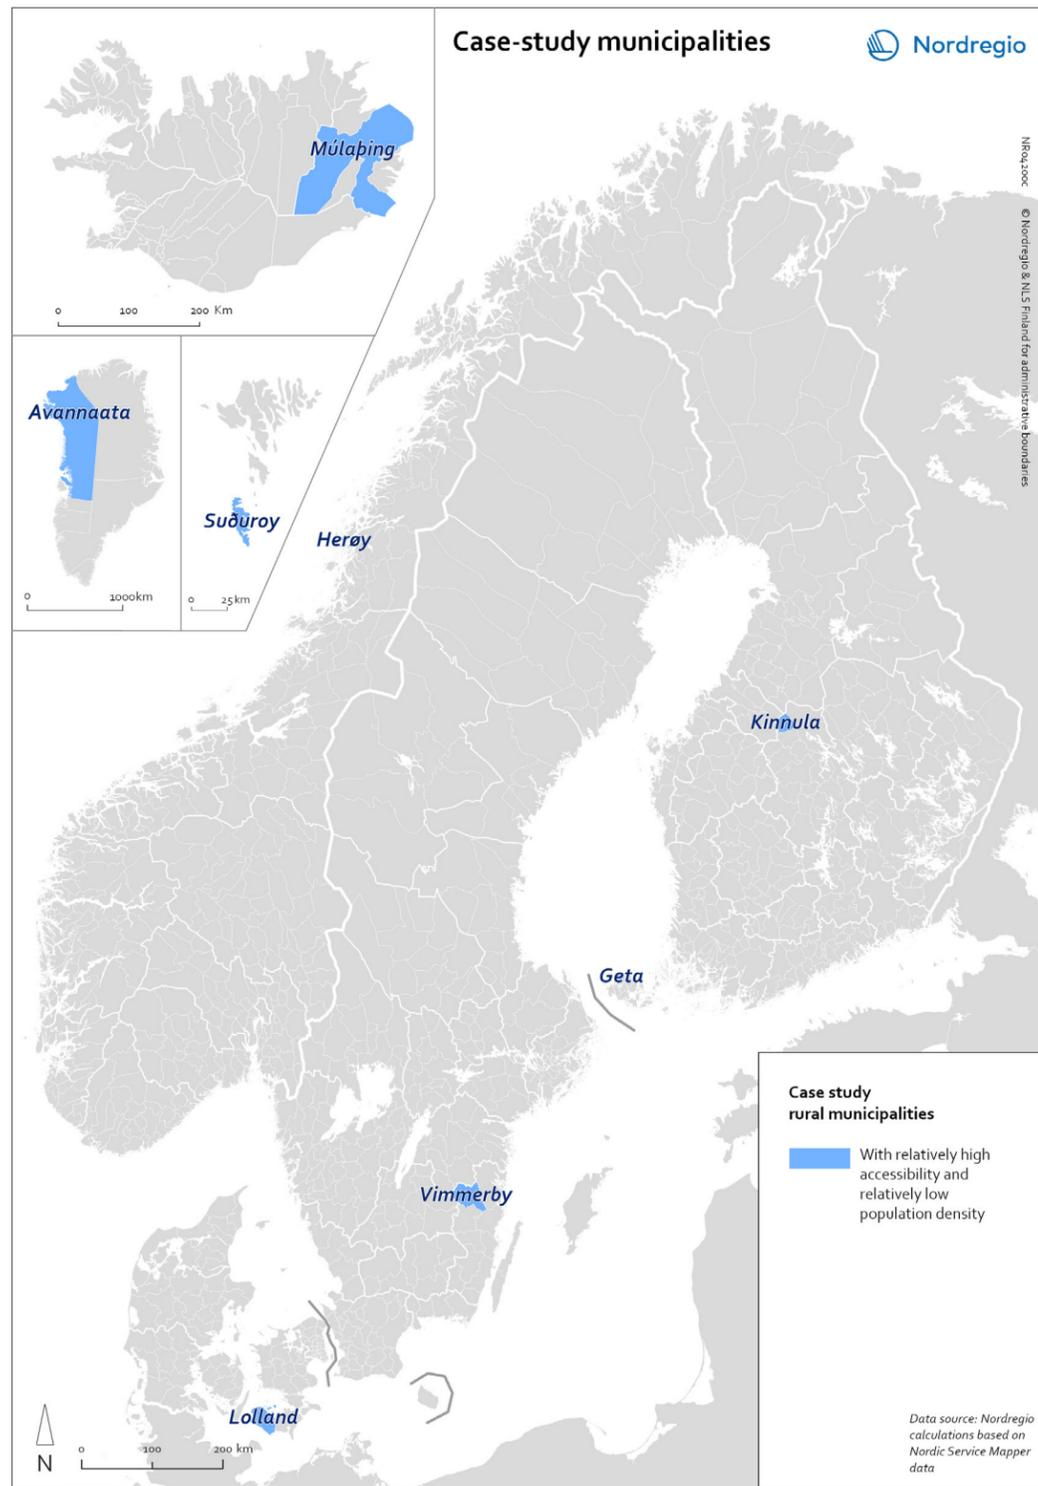 Case-study municipalities
Nordregio
Múlaþing
0 100 200 Km
Avannaata
0 1000km
Suðuroy
0 25km
Herøy
Kinnula
Geta
Vimmerby
Lolland
N
0 100 200 km
NR04200c © Nordregio & NLS Finland for administrative boundaries
Case study
rural municipalities
With relatively high
accessibility and
relatively low
population density
Data source: Nordregio
calculations based on
Nordic Service Mapper
data